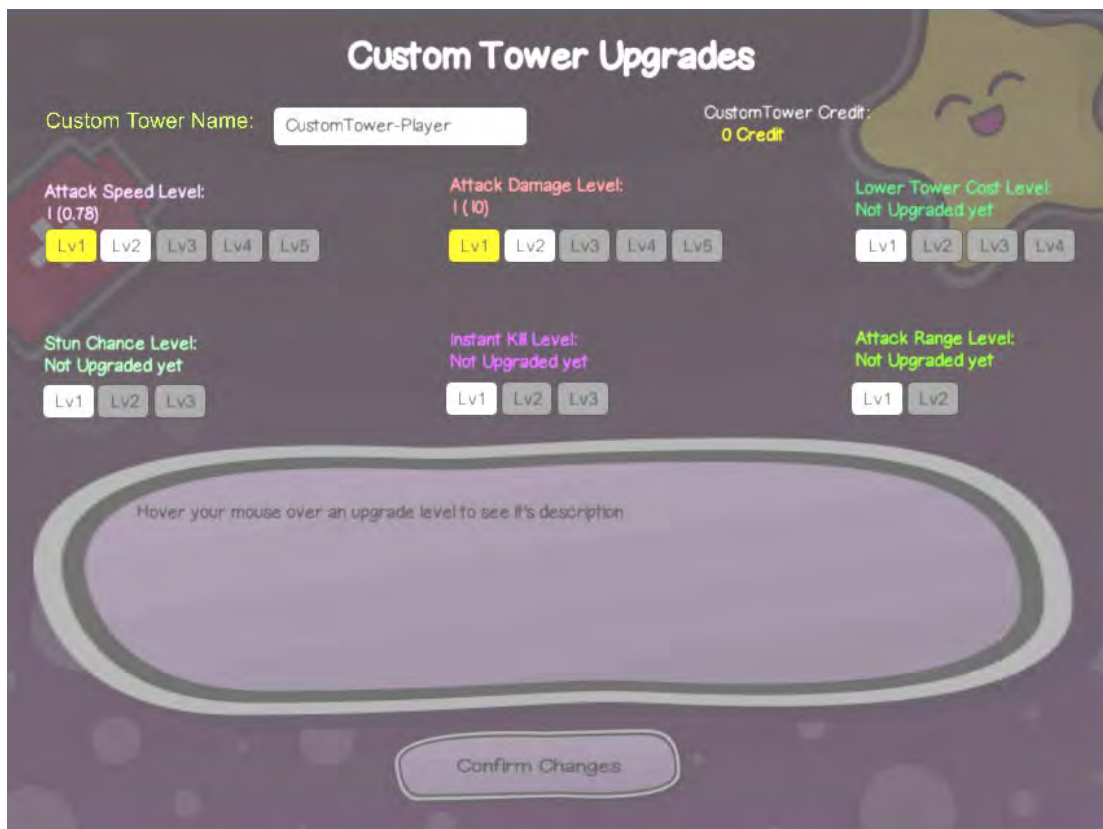 Custom Tower Upgrades
Custom Tower Name:
CustomTower-Player
CustomTower Credit:
0 Credit
Attack Speed Level:
1 (0.78)
Lv1 Lv2 Lv3 Lv4 Lv5
Attack Damage Level:
1 (10)
Lv1 Lv2 Lv3 Lv4 Lv5
Lower Tower Cost Level:
Not Upgraded yet
Lv1 Lv2 Lv3 Lv4
Stun Chance Level:
Not Upgraded yet
Lv1 Lv2 Lv3
Instant Kill Level:
Not Upgraded yet
Lv1 Lv2 Lv3
Attack Range Level:
Not Upgraded yet
Lv1 Lv2
Hover your mouse over an upgrade level to see it's description
Confirm Changes